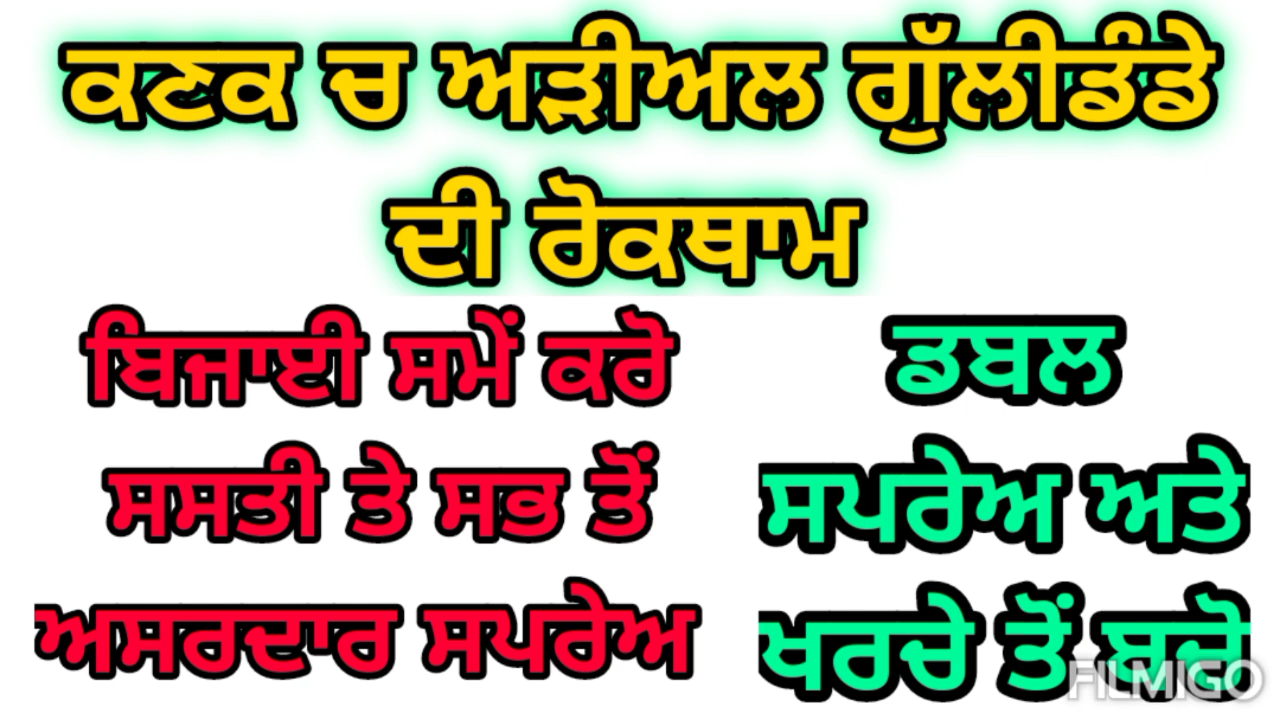 ਕਣਕ ਚ ਅੜੀਅਲ ਗੁੱਲੀਡੰਡੇ
ਦੀ ਰੋਕਥਾਮ
ਬਿਜਾਈ ਸਮੇਂ ਕਰੋ
ਸਸਤੀ ਤੇ ਸਭ ਤੋਂ
ਅਸਰਦਾਰ ਸਪਰੇਅ
ਡਬਲ
ਸਪਰੇਅ ਅਤੇ
ਖਰਚੇ ਤੋਂ ਬਚੋ
FILMIGO